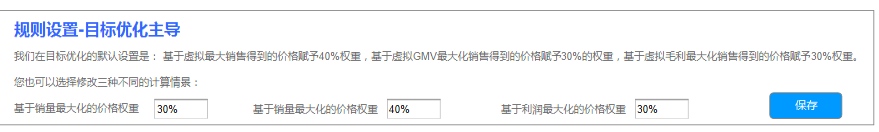 规则设置-目标优化主导
我们在目标优化的默认设置是： 基于虚拟最大销售得到的价格赋予40%权重，基于虚拟GMV最大化销售得到的价格赋予30%的权重，基于虚拟毛利最大化销售得到的价格赋予30%权重。
您也可以选择修改三种不同的计算情景：
基于销量最大化的价格权重 30% 基于销量最大化的价格权重 40% 基于利润最大化的价格权重 30% 保存